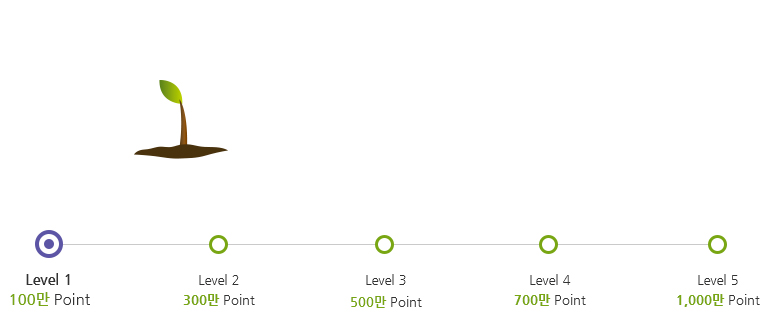 Level 1
100만 Point
Level 2
300만 Point
Level 3
500만 Point
Level 4
700만 Point
Level 5
1,000만 Point